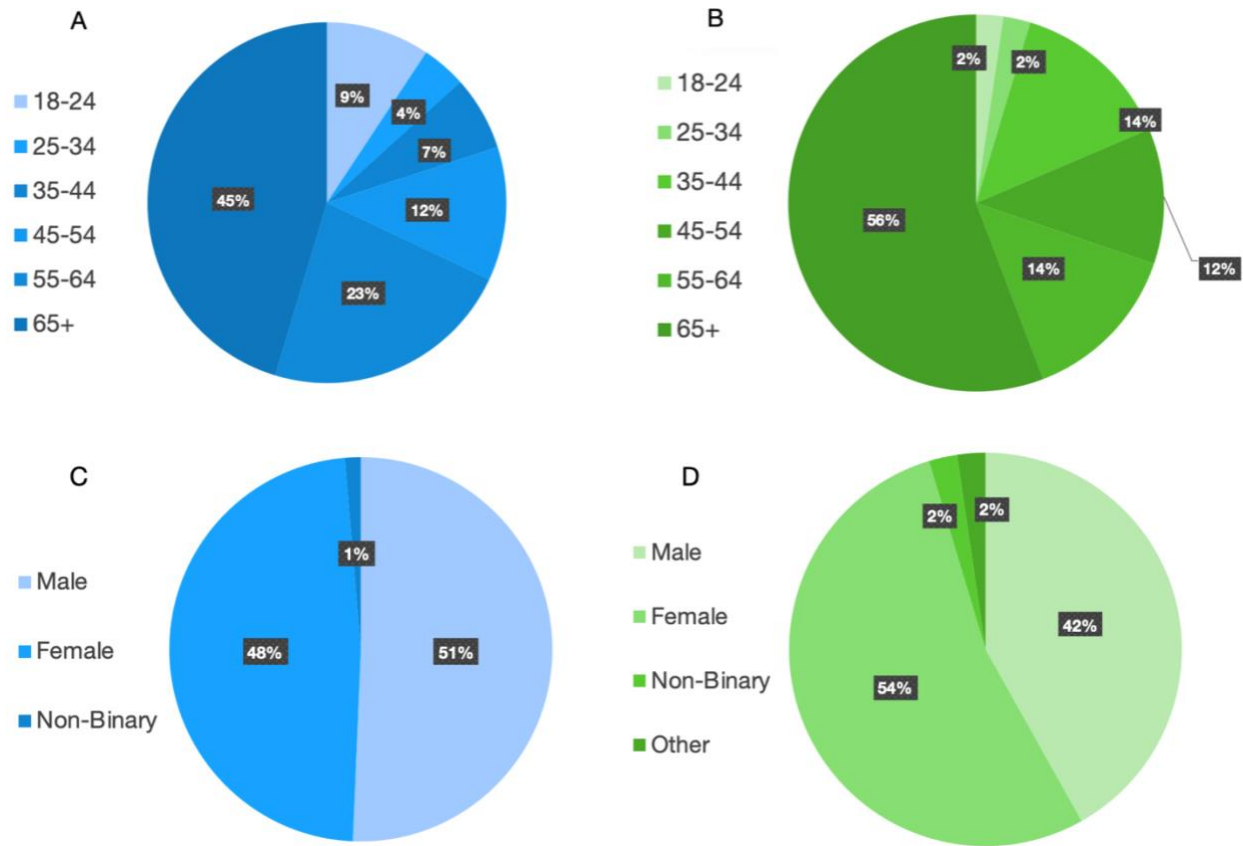 A
18-24
25-34
35-44
45-54
55-64
65+
9%
4%
7%
12%
23%
45%
B
18-24
25-34
35-44
45-54
55-64
65+
2%
2%
14%
12%
14%
56%
C
Male
Female
Non-Binary
1%
48%
51%
D
Male
Female
Non-Binary
Other
2%
2%
42%
54%